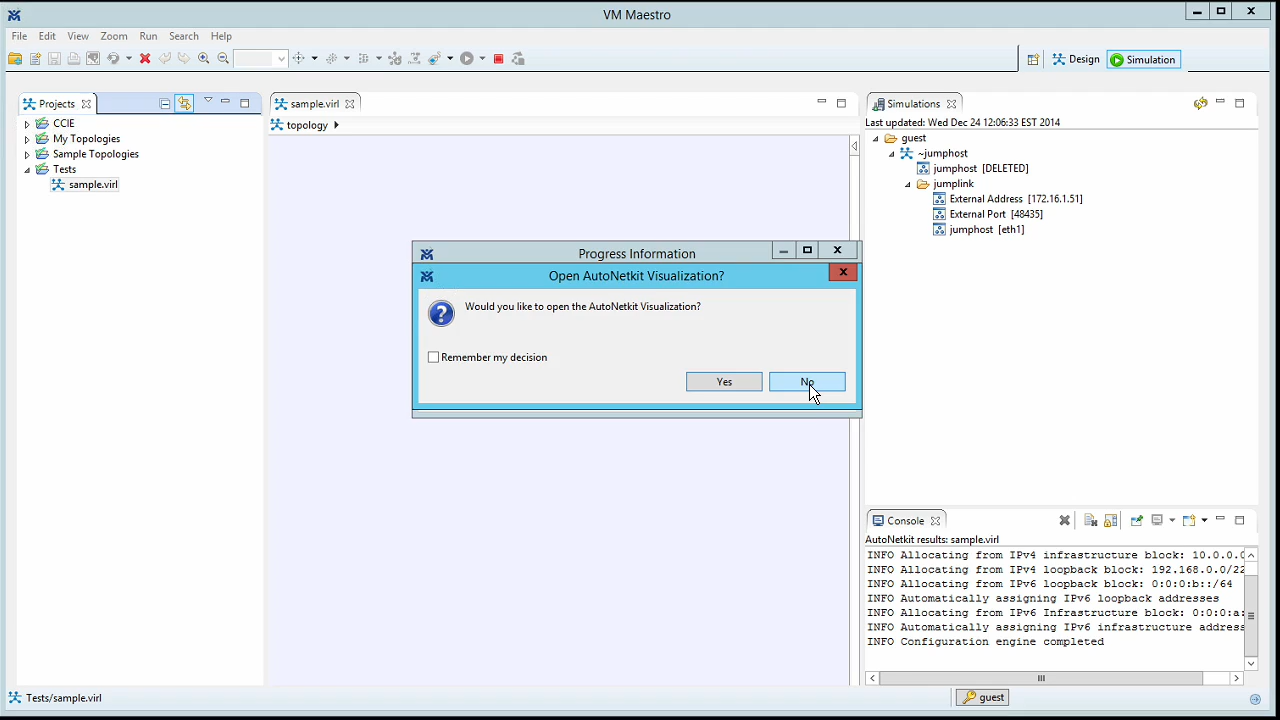 VM Maestro
File Edit View Zoom Run Search Help
Design Simulation
Projects
CCIE
My Topologies
Sample Topologies
Tests
sample.virl
sample.virl
topology
Progress Information
Open AutoNetkit Visualization?
Would you like to open the AutoNetkit Visualization?
Remember my decision
Yes No
Simulations
Last updated: Wed Dec 24 12:06:33 EST 2014
guest
~jumphost
jumphost [DELETED]
jumplink
External Address [172.16.1.51]
External Port [48435]
jumphost [eth1]
Console
AutoNetkit results: sample.virl
INFO Allocating from IPv4 infrastructure block: 10.0.0.0
INFO Allocating from IPv4 loopback block: 192.168.0.0/22
INFO Allocating from IPv6 loopback block: 0:0:0:b::/64
INFO Automatically assigning IPv6 loopback addresses
INFO Allocating from IPv6 Infrastructure block: 0:0:0:a:
INFO Automatically assigning IPv6 infrastructure address
INFO Configuration engine completed
Tests/sample.virl
guest